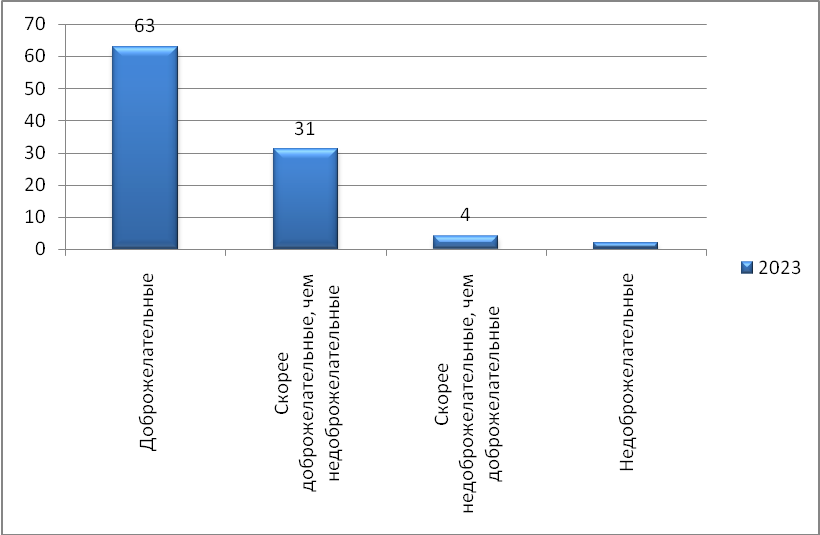 70
60
50
40
30
20
10
0
63
31
4
Доброжелательные
Скорее
доброжелательные, чем
недоброжелательные
Скорее
недоброжелательные, чем
доброжелательные
Недоброжелательные
2023